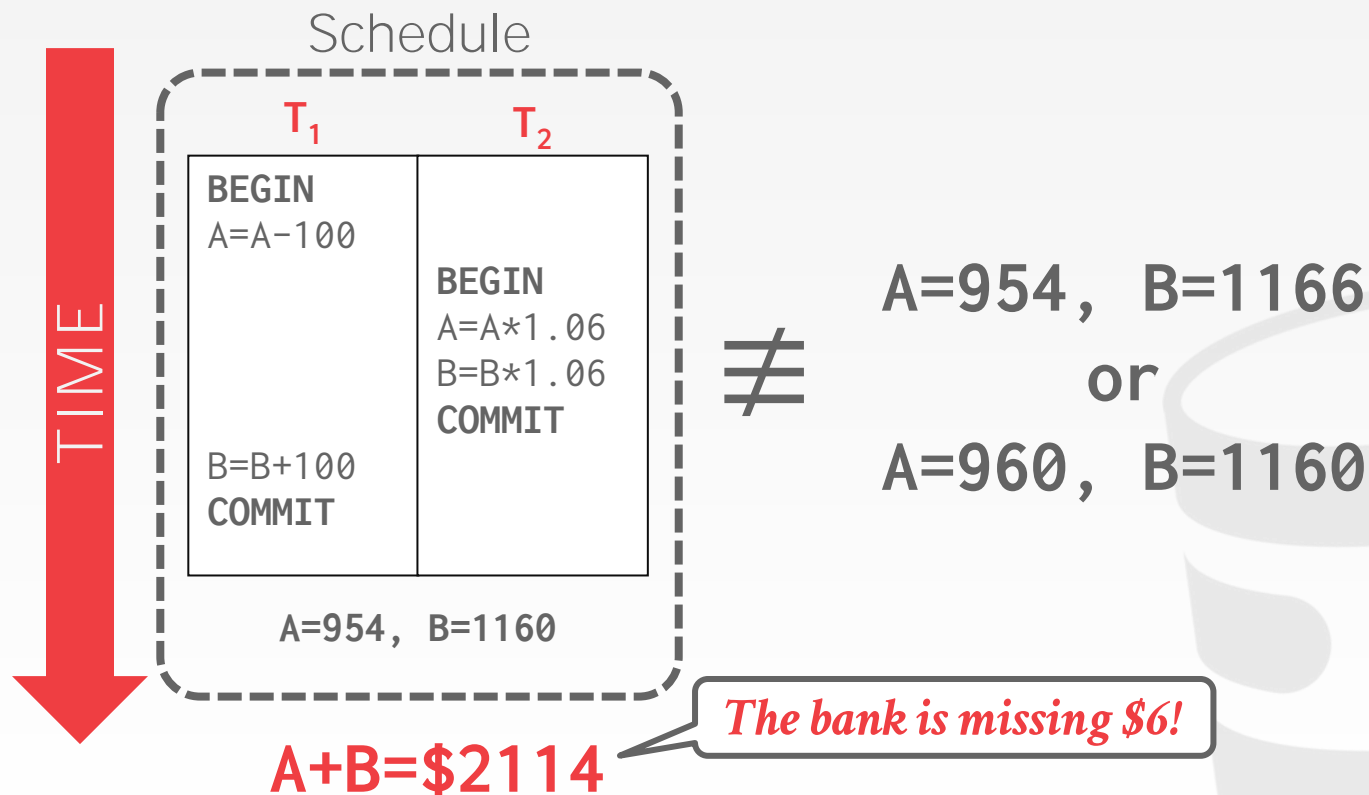 Schedule
TIME
T₁ T₂
BEGIN
A=A-100
BEGIN
A=A*1.06
B=B*1.06
COMMIT
B=B+100
COMMIT
A=954, B=1160
≢
A=954, B=1166
or
A=960, B=1160
The bank is missing $6!
A+B=$2114